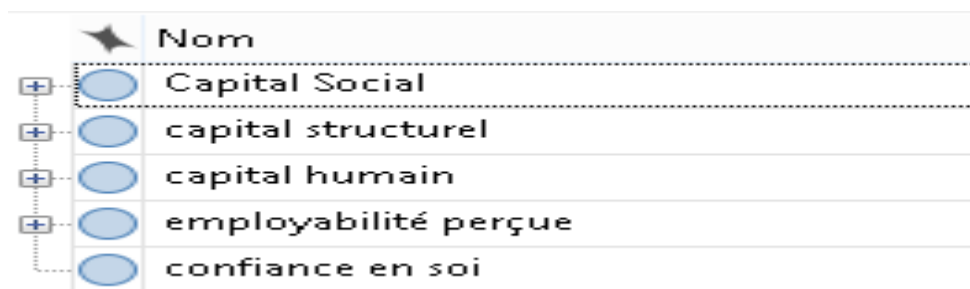 Nom
Capital Social
capital structurel
capital humain
employabilité perçue
confiance en soi